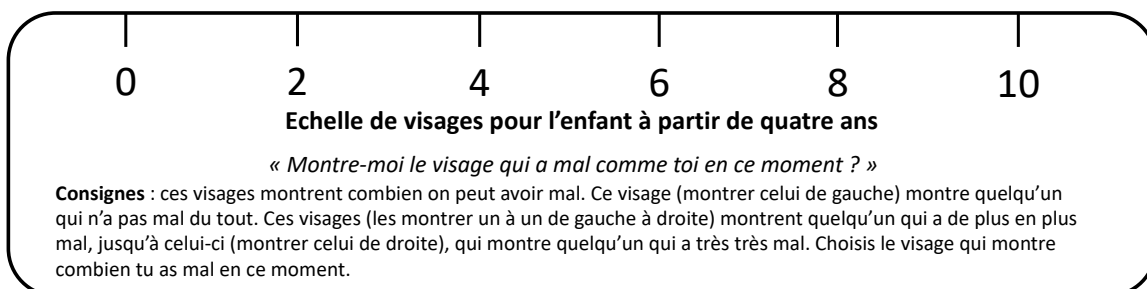 0 2 4 6 8 10
Echelle de visages pour l’enfant à partir de quatre ans
« Montre-moi le visage qui a mal comme toi en ce moment ? »
Consignes : ces visages montrent combien on peut avoir mal. Ce visage (montrer celui de gauche) montre quelqu’un
qui n’a pas mal du tout. Ces visages (les montrer un à un de gauche à droite) montrent quelqu’un qui a de plus en plus
mal, jusqu’à celui-ci (montrer celui de droite), qui montre quelqu’un qui a très très mal. Choisis le visage qui montre
combien tu as mal en ce moment.